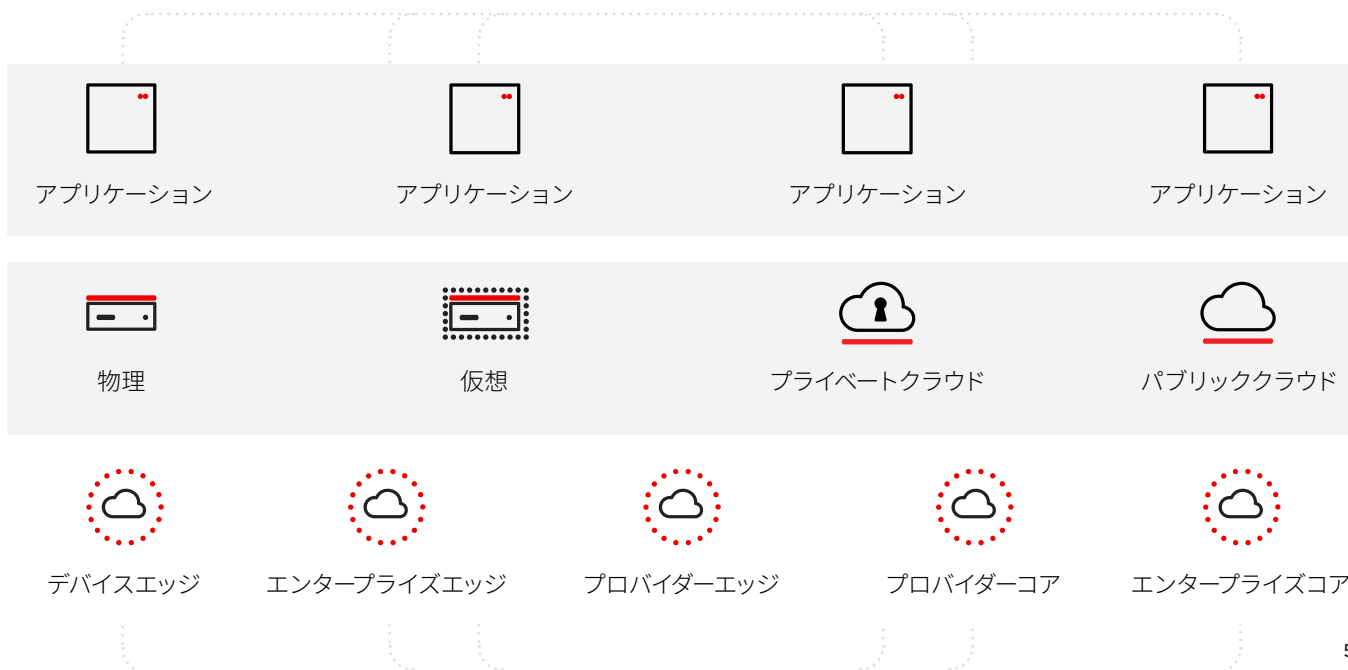 アプリケーション アプリケーション アプリケーション アプリケーション
物理 仮想 プライベートクラウド パブリッククラウド
デバイスエッジ エンタープライズエッジ プロバイダーエッジ プロバイダーコア エンタープライズコア